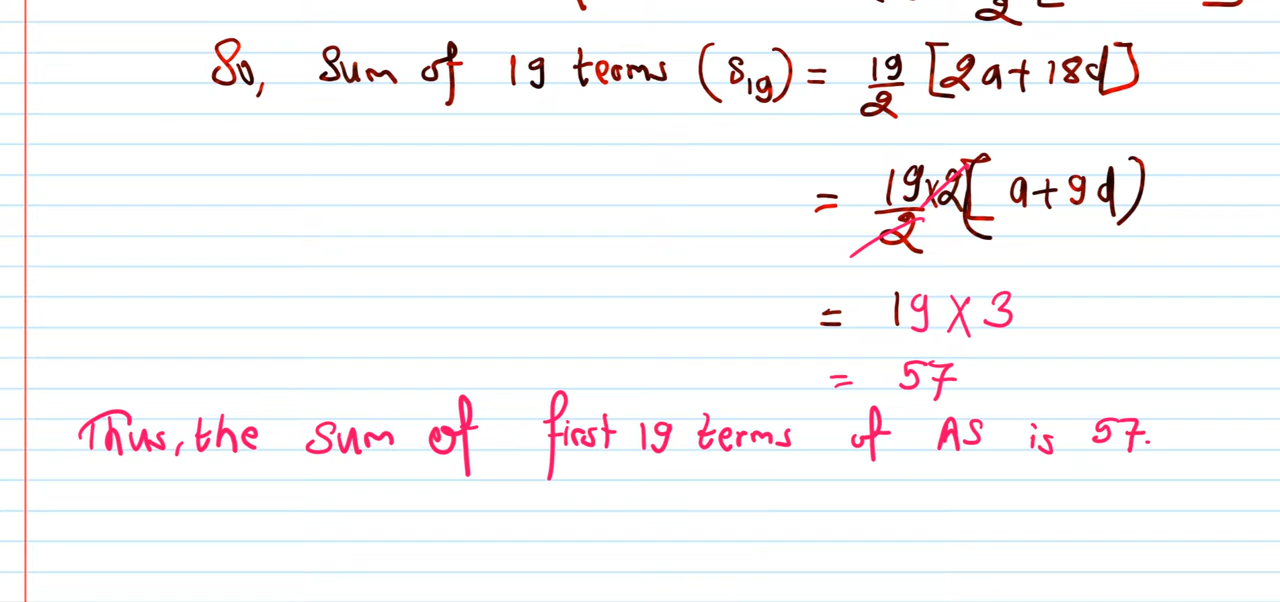 2 [
So, Sum of 19 terms (S₁₉) = 19/2 [2a + 18d]
= 19×2/2 [a + 9d)
= 19 × 3
= 57
Thus, the sum of first 19 terms of AS is 57.